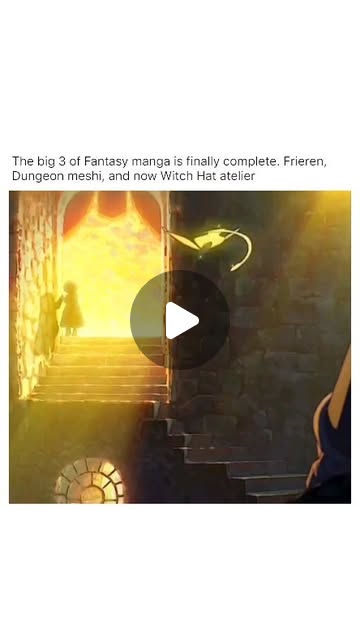 The big 3 of Fantasy manga is finally complete. Frieren,
Dungeon meshi, and now Witch Hat atelier